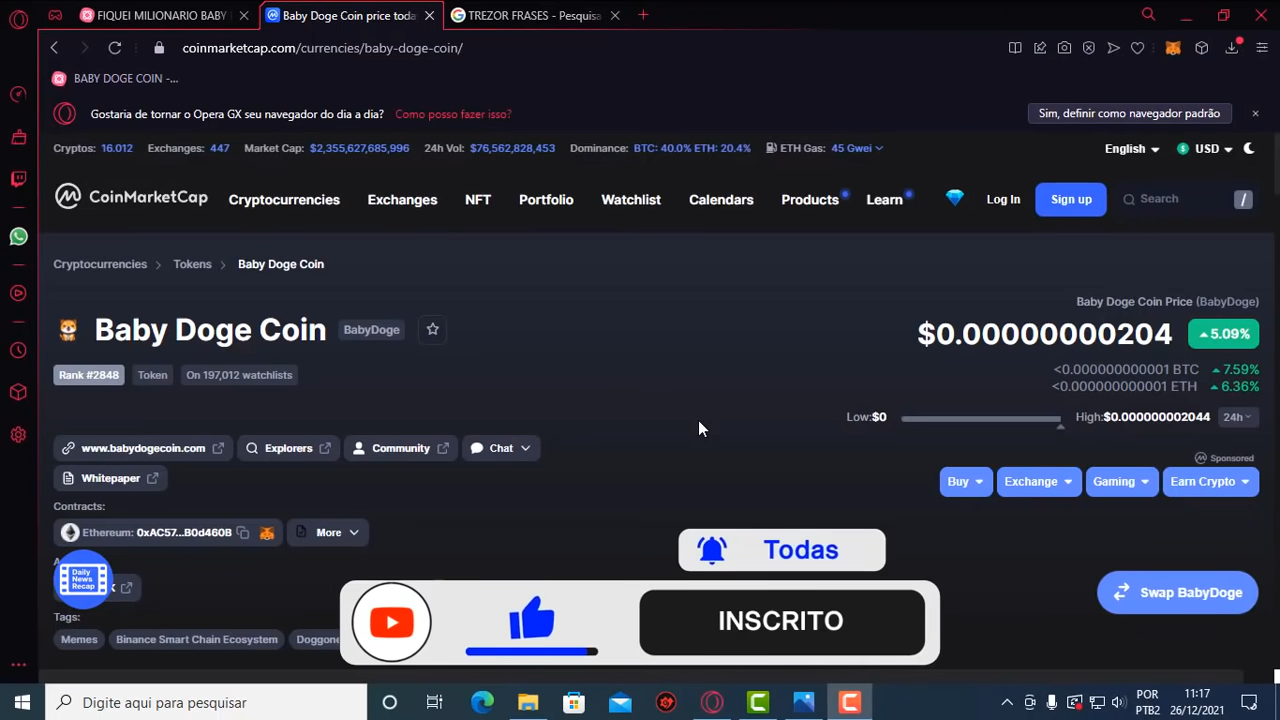 FIQUEI MILIONARIO BABY
Baby Doge Coin price toda
TREZOR FRASES - Pesquisa
coinmarketcap.com/currencies/baby-doge-coin/
BABY DOGE COIN -...
Gostaria de tornar o Opera GX seu navegador do dia a dia? Como posso fazer isso? Sim, definir como navegador padrão
Cryptos: 16.012 Exchanges: 447 Market Cap: $2,355,627,685,996 24h Vol: $76,562,828,453 Dominance: BTC: 40.0% ETH: 20.4% ETH Gas: 45 Gwei English USD
CoinMarketCap Cryptocurrencies Exchanges NFT Portfolio Watchlist Calendars Products Learn Log In Sign up Search /
Cryptocurrencies > Tokens > Baby Doge Coin
Baby Doge Coin Price (BabyDoge)
Baby Doge Coin BabyDoge $0.00000000204 5.09%
Rank #2848 Token On 197,012 watchlists
<0.000000000001 BTC 7.59%
<0.000000000001 ETH 6.36%
Low: $0 High: $0.000000002044 24h
www.babydogecoin.com Explorers Community Chat
Sponsored
Whitepaper
Buy Exchange Gaming Earn Crypto
Contracts:
Ethereum: 0xAC57...B0d460B More
Todas
Daily
News
Recap
Swap BabyDoge
Tags:
INSCRITO
Memes Binance Smart Chain Ecosystem Doggone
Digite aqui para pesquisar
POR
PTB2
11:17
26/12/2021